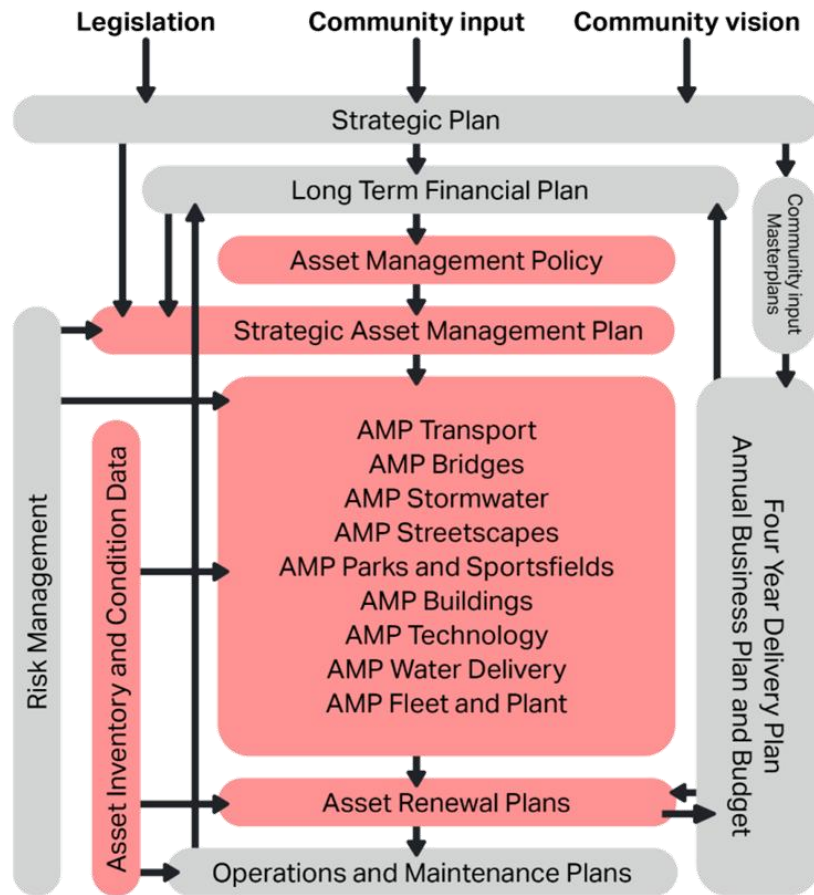 Legislation
Community input
Community vision
Strategic Plan
Long Term Financial Plan
Community input
Masterplans
Asset Management Policy
Strategic Asset Management Plan
AMP Transport
AMP Bridges
AMP Stormwater
AMP Streetscapes
AMP Parks and Sportsfields
AMP Buildings
AMP Technology
AMP Water Delivery
AMP Fleet and Plant
Risk Management
Asset Inventory and Condition Data
Four Year Delivery Plan
Annual Business Plan and Budget
Asset Renewal Plans
Operations and Maintenance Plans